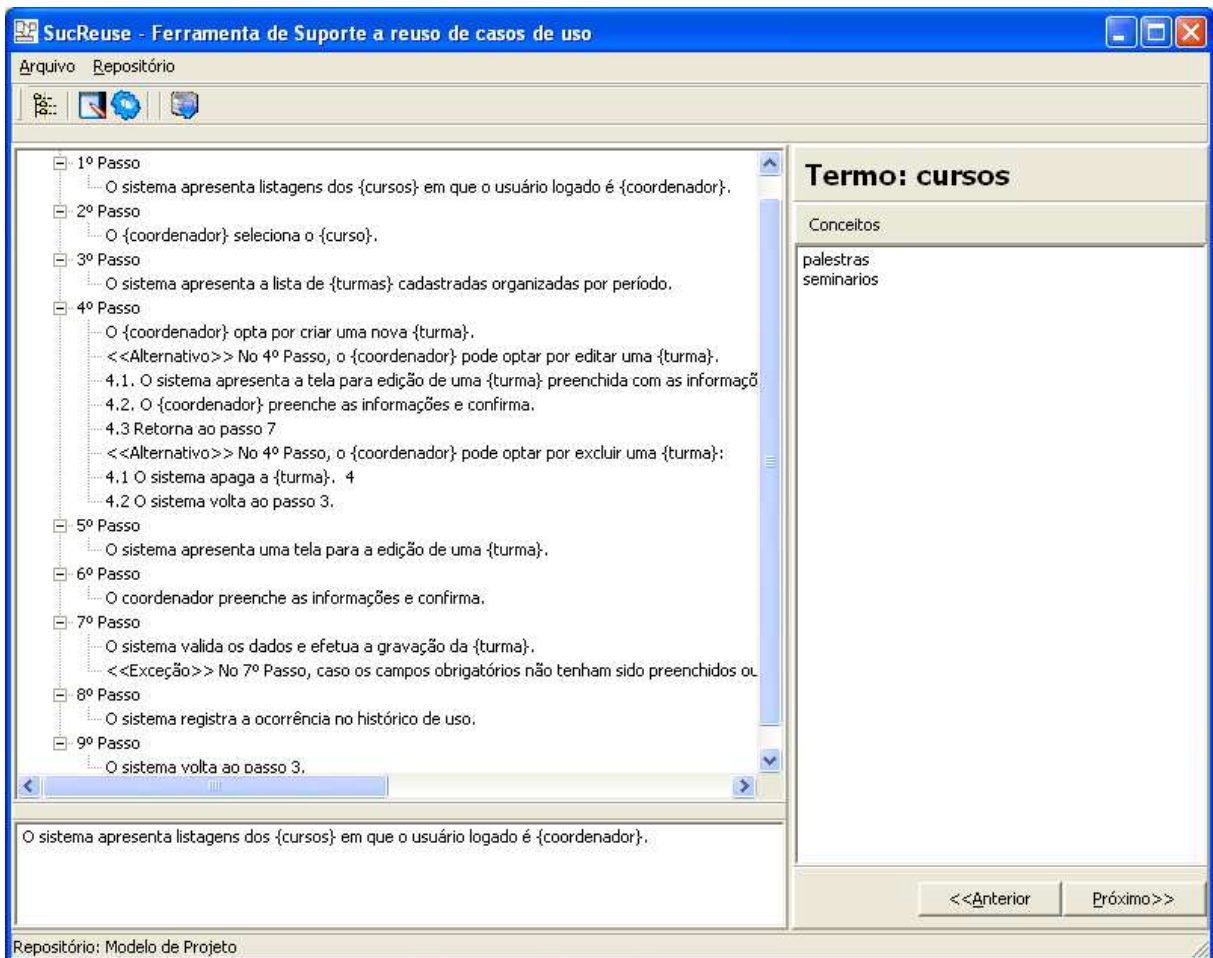 SucReuse - Ferramenta de Suporte a reuso de casos de uso
Arquivo Repositório
1º Passo
O sistema apresenta listagens dos {cursos} em que o usuário logado é {coordenador}.
2º Passo
O {coordenador} seleciona o {curso}.
3º Passo
O sistema apresenta a lista de {turmas} cadastradas organizadas por período.
4º Passo
O {coordenador} opta por criar uma nova {turma}.
<<Alternativo>> No 4º Passo, o {coordenador} pode optar por editar uma {turma}.
4.1. O sistema apresenta a tela para edição de uma {turma} preenchida com as informaçõ
4.2. O {coordenador} preenche as informações e confirma.
4.3 Retorna ao passo 7
<<Alternativo>> No 4º Passo, o {coordenador} pode optar por excluir uma {turma}:
4.1 O sistema apaga a {turma}. 4
4.2 O sistema volta ao passo 3.
5º Passo
O sistema apresenta uma tela para a edição de uma {turma}.
6º Passo
O coordenador preenche as informações e confirma.
7º Passo
O sistema valida os dados e efetua a gravação da {turma}.
<<Exceção>> No 7º Passo, caso os campos obrigatórios não tenham sido preenchidos ou
8º Passo
O sistema registra a ocorrência no histórico de uso.
9º Passo
O sistema volta ao passo 3.
O sistema apresenta listagens dos {cursos} em que o usuário logado é {coordenador}.
Termo: cursos
Conceitos
palestras
seminarios
<<Anterior Próximo>>
Repositório: Modelo de Projeto